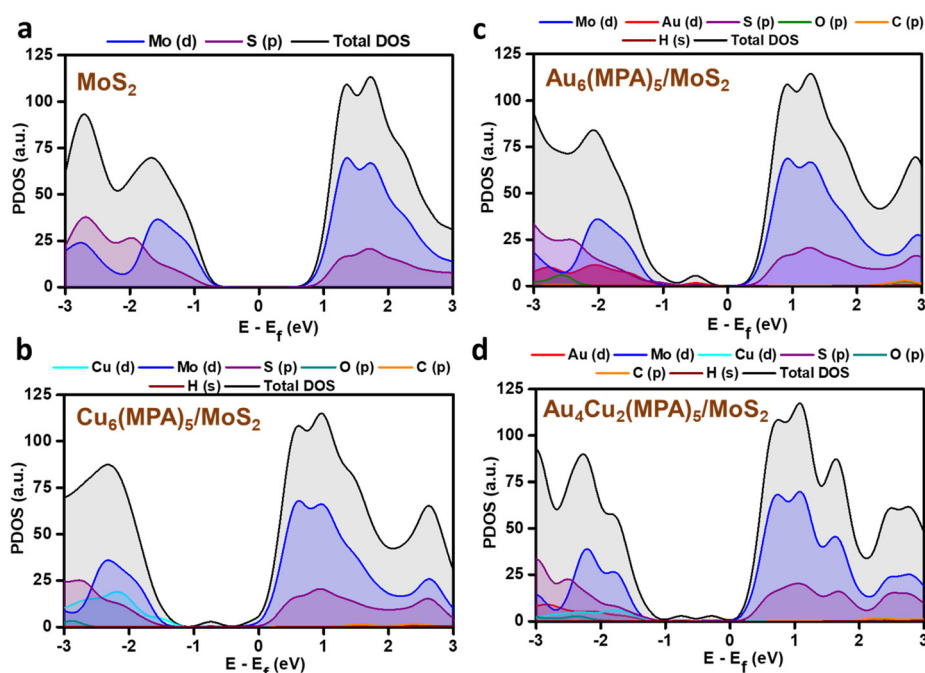 a
Mo (d) S (p) Total DOS
MoS2
PDOS (a.u.)
125
100
75
50
25
0
-3 -2 -1 0 1 2 3
E - Ef (eV)
c
Mo (d) Au (d) S (p) O (p) C (p)
H (s) Total DOS
Au6(MPA)5/MoS2
PDOS (a.u.)
125
100
75
50
25
0
-3 -2 -1 0 1 2 3
E - Ef (eV)
b
Cu (d) Mo (d) S (p) O (p) C (p)
H (s) Total DOS
Cu6(MPA)5/MoS2
PDOS (a.u.)
125
100
75
50
25
0
-3 -2 -1 0 1 2 3
E - Ef (eV)
d
Au (d) Mo (d) Cu (d) S (p) O (p)
C (p) H (s) Total DOS
Au4Cu2(MPA)5/MoS2
PDOS (a.u.)
125
100
75
50
25
0
-3 -2 -1 0 1 2 3
E - Ef (eV)